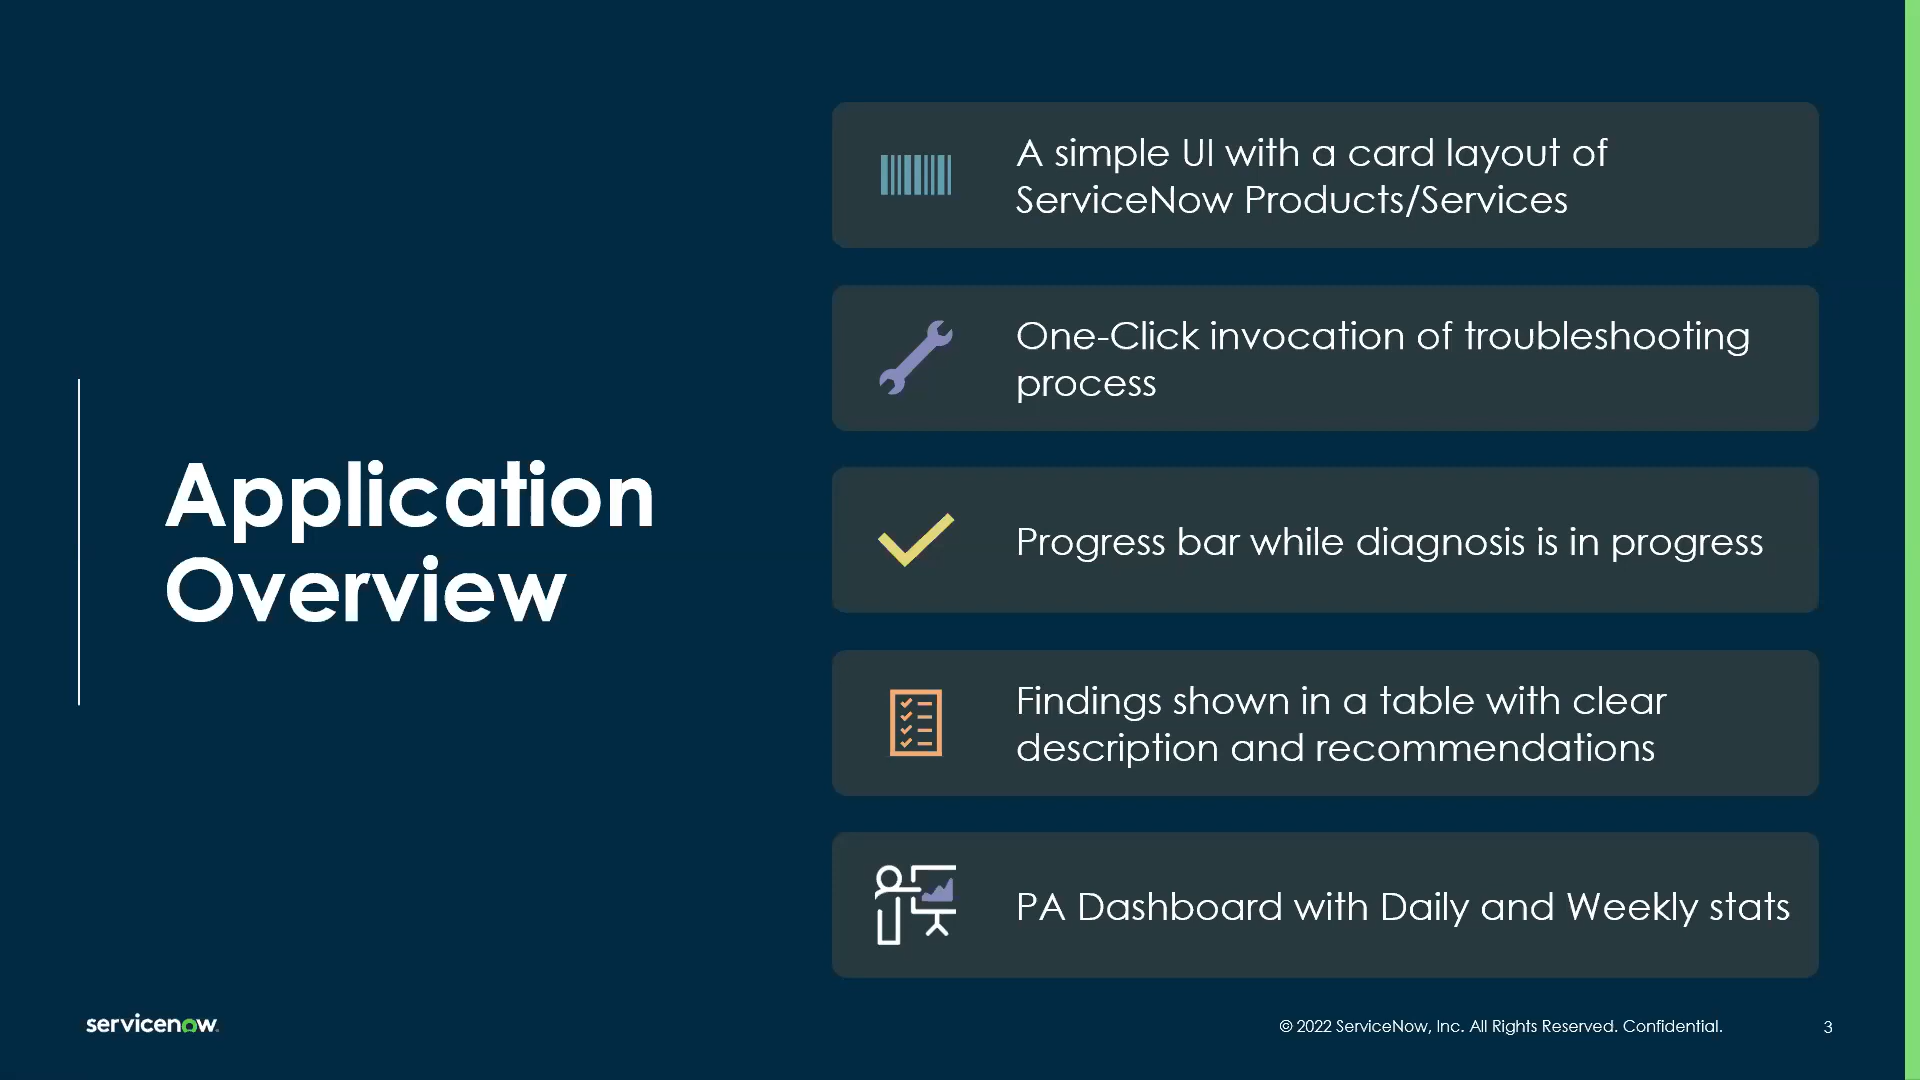 Application
Overview
A simple UI with a card layout of
ServiceNow Products/Services
One-Click invocation of troubleshooting
process
Progress bar while diagnosis is in progress
Findings shown in a table with clear
description and recommendations
PA Dashboard with Daily and Weekly stats
servicenow
© 2022 ServiceNow, Inc. All Rights Reserved. Confidential.
3